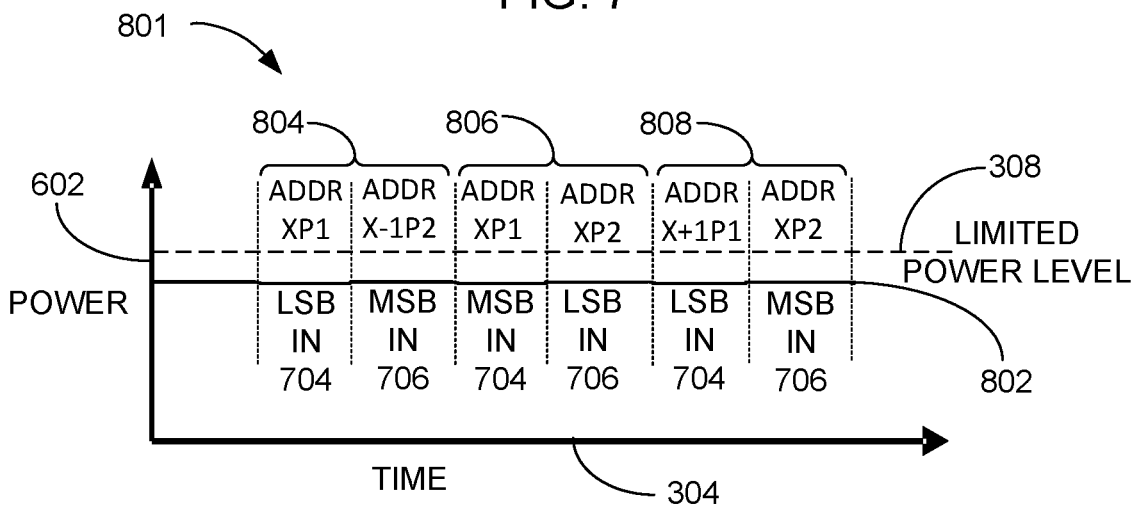 FIG. 7
801
804
806
808
602
308
ADDR ADDR ADDR ADDR ADDR ADDR
XP1 X-1P2 XP1 XP2 X+1P1 XP2
LIMITED
POWER LEVEL
POWER
LSB MSB MSB LSB LSB MSB
IN IN IN IN IN IN
704 706 704 706 704 706
802
TIME
304